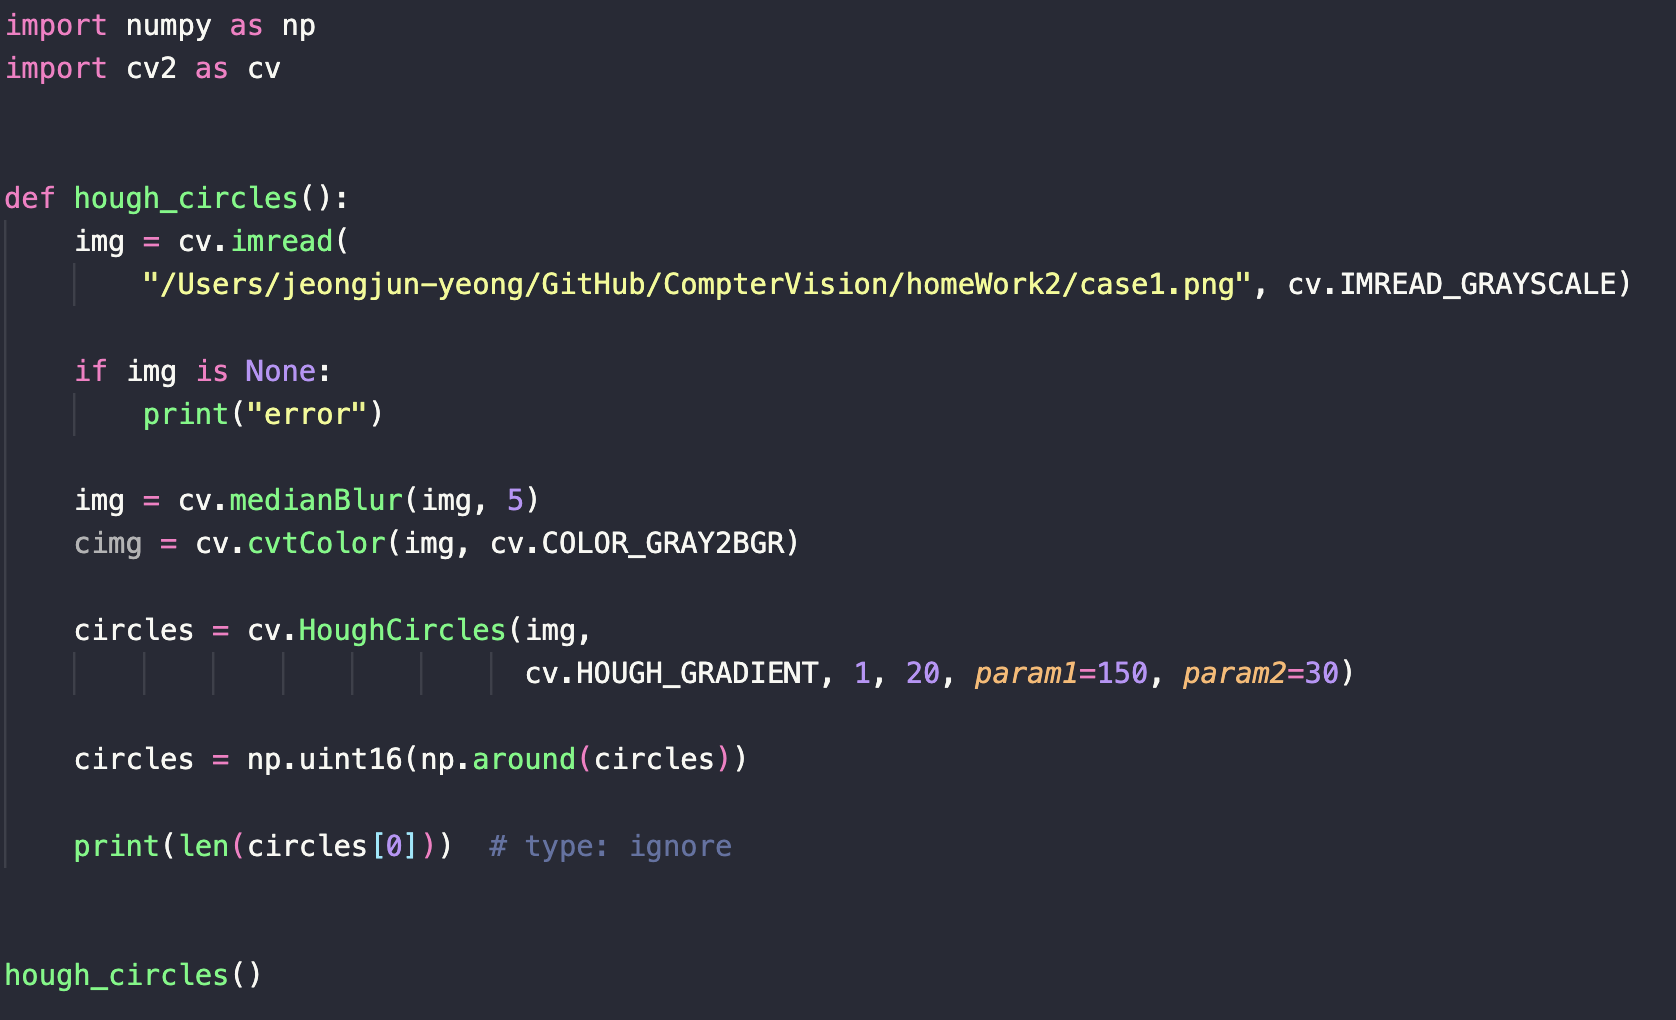 import numpy as np
import cv2 as cv
def hough_circles():
    img = cv.imread(
        "/Users/jeongjun-yeong/GitHub/CompterVision/homeWork2/case1.png", cv.IMREAD_GRAYSCALE)
    if img is None:
        print("error")
    img = cv.medianBlur(img, 5)
    cimg = cv.cvtColor(img, cv.COLOR_GRAY2BGR)
    circles = cv.HoughCircles(img,
                              cv.HOUGH_GRADIENT, 1, 20, param1=150, param2=30)
    circles = np.uint16(np.around(circles))
    print(len(circles[0]))  # type: ignore
hough_circles()